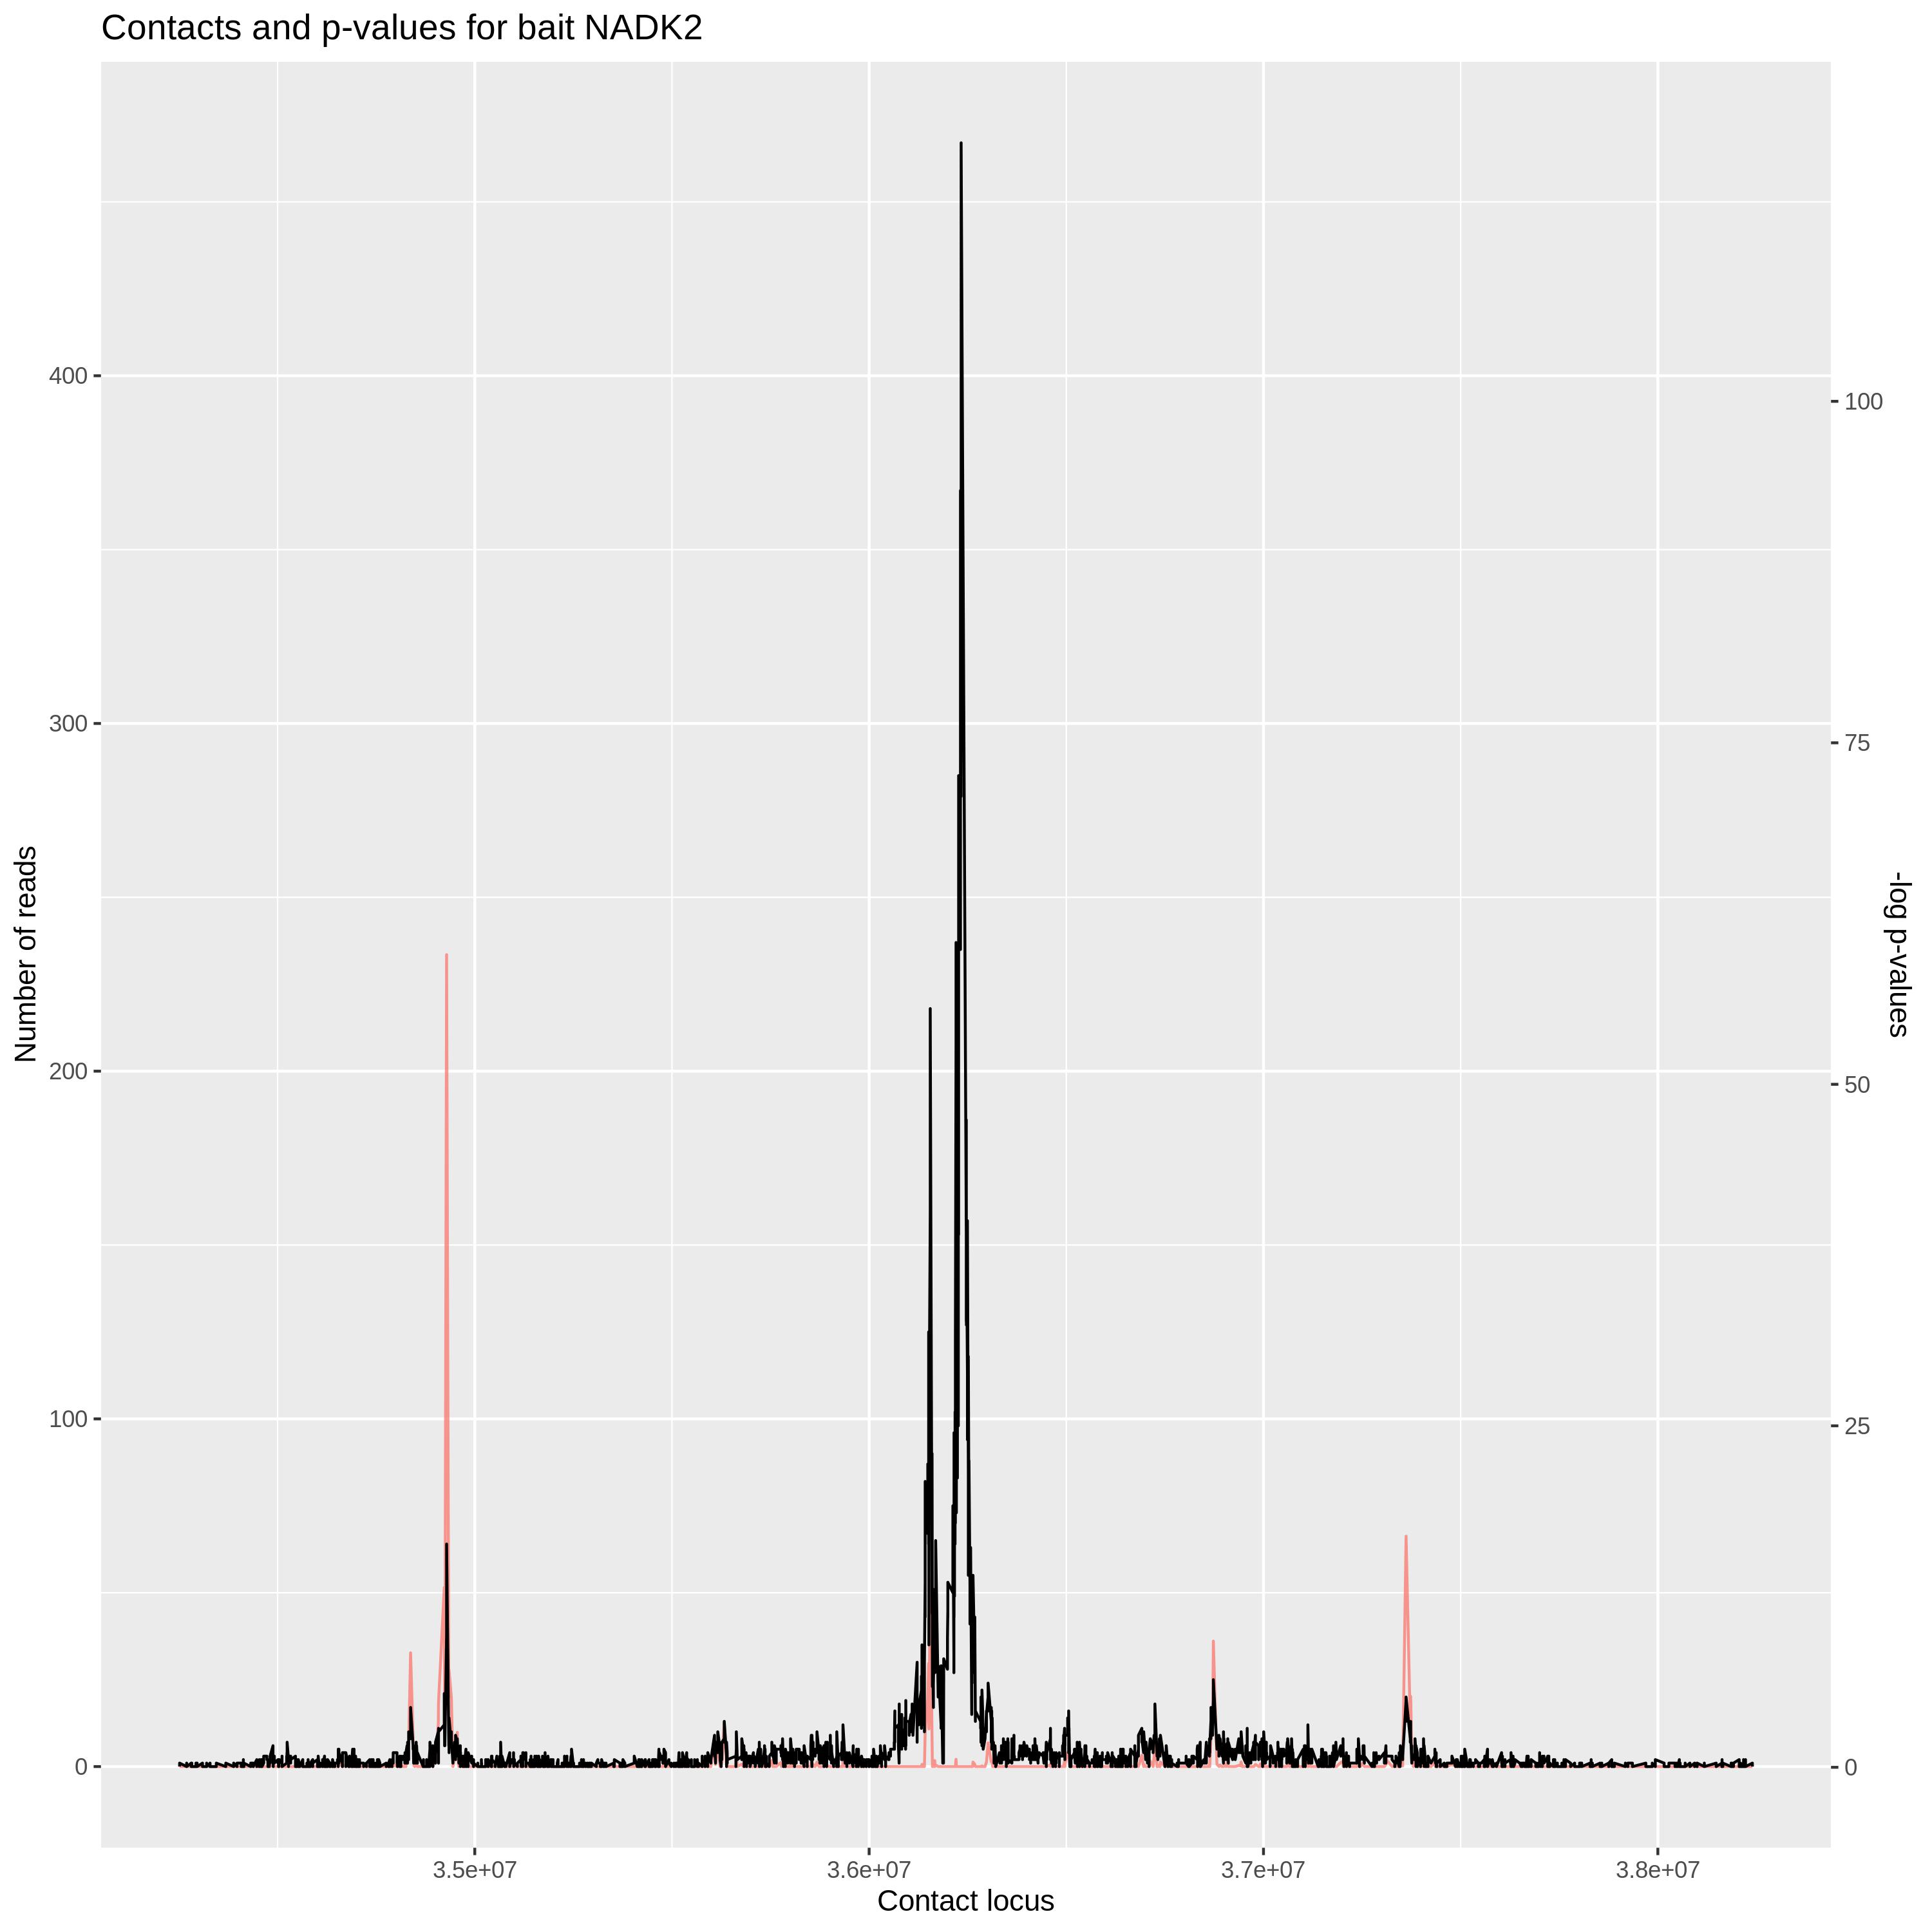 Contacts and p-values for bait NADK2
400
300
200
100
0
Number of reads
100
75
50
25
0
-log p-values
3.5e+07
3.6e+07
3.7e+07
3.8e+07
Contact locus